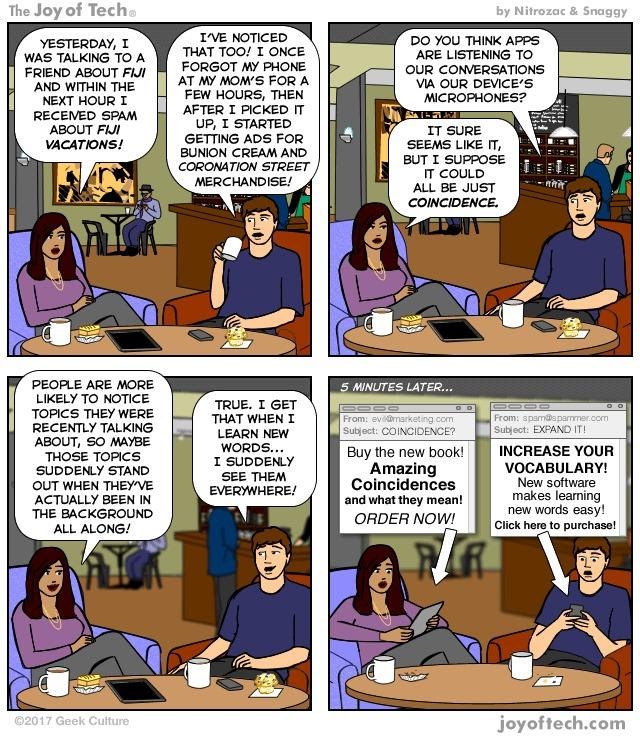 The Joy of Tech®
by Nitrozac & Snaggy
YESTERDAY, I
WAS TALKING TO A
FRIEND ABOUT FIJI
AND WITHIN THE
NEXT HOUR I
RECEIVED SPAM
ABOUT FIJI
VACATIONS!
I'VE NOTICED
THAT TOO! I ONCE
FORGOT MY PHONE
AT MY MOM'S FOR A
FEW HOURS, THEN
AFTER I PICKED IT
UP, I STARTED
GETTING ADS FOR
BUNION CREAM AND
CORONATION STREET
MERCHANDISE!
DO YOU THINK APPS
ARE LISTENING TO
OUR CONVERSATIONS
VIA OUR DEVICE'S
MICROPHONES?
IT SURE
SEEMS LIKE IT,
BUT I SUPPOSE
IT COULD
ALL BE JUST
COINCIDENCE.
PEOPLE ARE MORE
LIKELY TO NOTICE
TOPICS THEY WERE
RECENTLY TALKING
ABOUT, SO MAYBE
THOSE TOPICS
SUDDENLY STAND
OUT WHEN THEY'VE
ACTUALLY BEEN IN
THE BACKGROUND
ALL ALONG!
TRUE. I GET
THAT WHEN I
LEARN NEW
WORDS...
I SUDDENLY
SEE THEM
EVERYWHERE!
5 MINUTES LATER...
From: evil@marketing.com
Subject: COINCIDENCE?
Buy the new book!
Amazing
Coincidences
and what they mean!
ORDER NOW!
From: spam@spammer.com
Subject: EXPAND IT!
INCREASE YOUR
VOCABULARY!
New software
makes learning
new words easy!
Click here to purchase!
©2017 Geek Culture
joyoftech.com